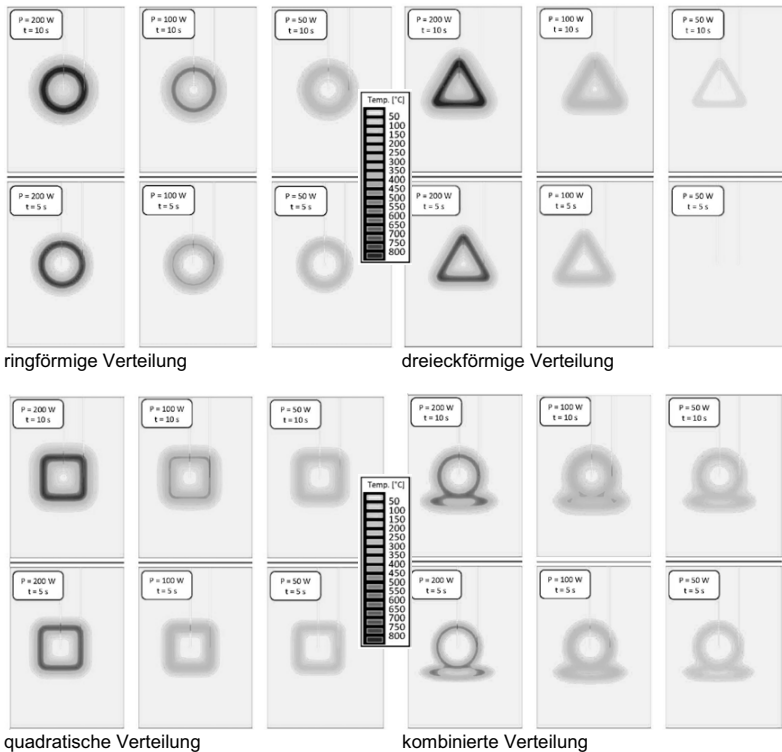 P = 200 W
t = 10 s
P = 100 W
t = 10 s
P = 50 W
t = 10 s
P = 200 W
t = 10 s
P = 100 W
t = 10 s
P = 50 W
t = 10 s
Temp. [°C]
50
100
150
200
250
300
350
400
450
500
550
600
650
700
750
800
P = 200 W
t = 5 s
P = 100 W
t = 5 s
P = 50 W
t = 5 s
P = 200 W
t = 5 s
P = 100 W
t = 5 s
P = 50 W
t = 5 s
ringförmige Verteilung
dreieckförmige Verteilung
P = 200 W
t = 10 s
P = 100 W
t = 10 s
P = 50 W
t = 10 s
P = 200 W
t = 10 s
P = 100 W
t = 10 s
P = 50 W
t = 10 s
Temp. [°C]
50
100
150
200
250
300
350
400
450
500
550
600
650
700
750
800
P = 200 W
t = 5 s
P = 100 W
t = 5 s
P = 50 W
t = 5 s
P = 200 W
t = 5 s
P = 100 W
t = 5 s
P = 50 W
t = 5 s
quadratische Verteilung
kombinierte Verteilung